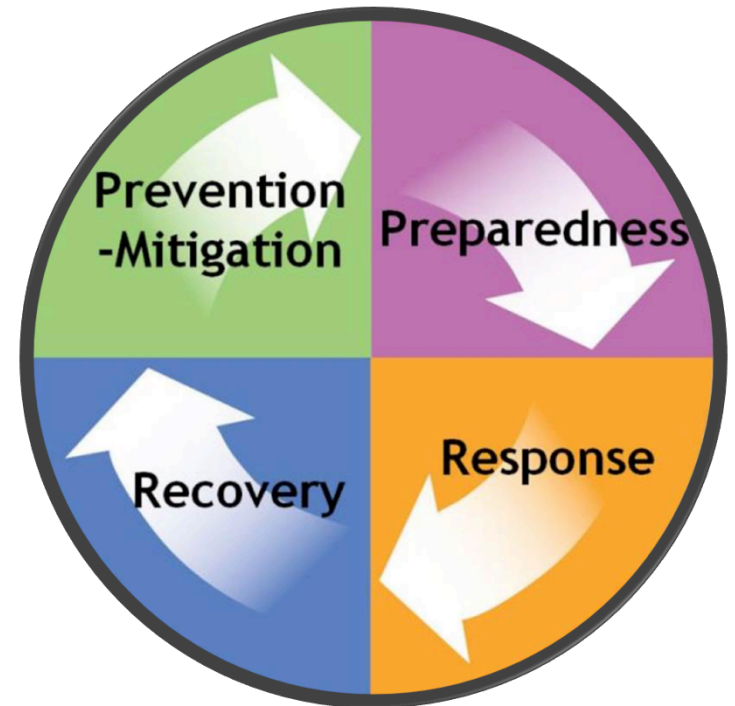 Prevention
-Mitigation
Preparedness
Response
Recovery